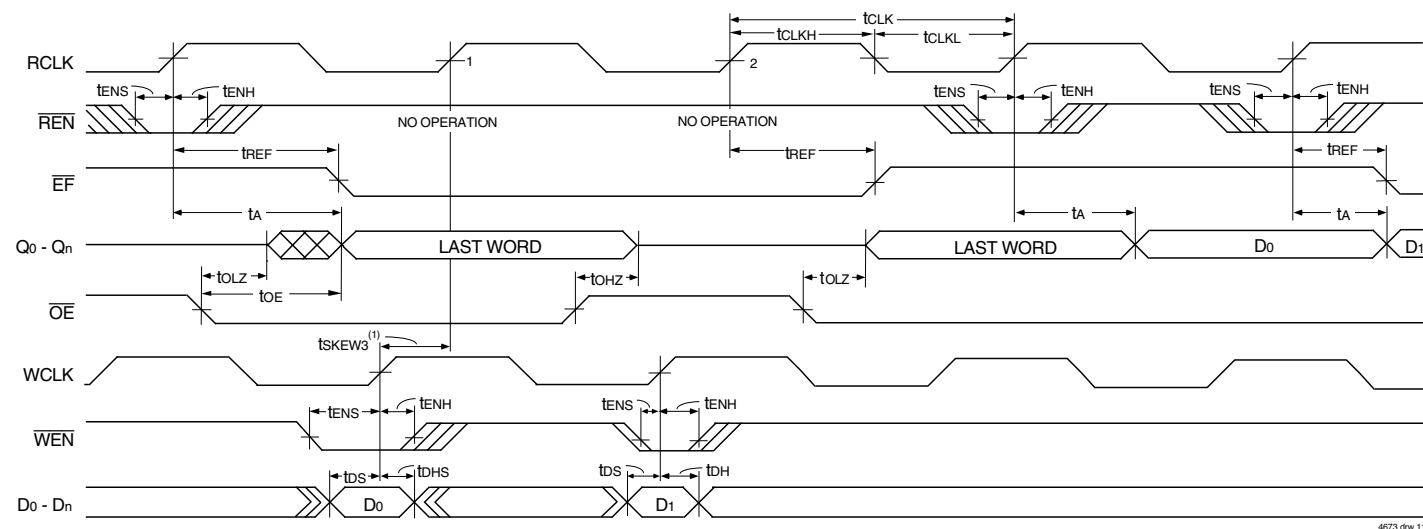 tCLK
tCLKH
tCLKL
RCLK
1
2
tENS
tENH
tENS
tENH
tENS
tENH
REN
NO OPERATION
NO OPERATION
tREF
tREF
tREF
EF
tA
tA
tA
Q0 - Qn
LAST WORD
LAST WORD
D0
D1
tOLZ
tOHZ
tOLZ
tOE
OE
tSKEW3(1)
WCLK
tENS
tENH
tENS
tENH
WEN
tDS
tDHS
tDS
tDH
D0 - Dn
D0
D1
4673 drw 11